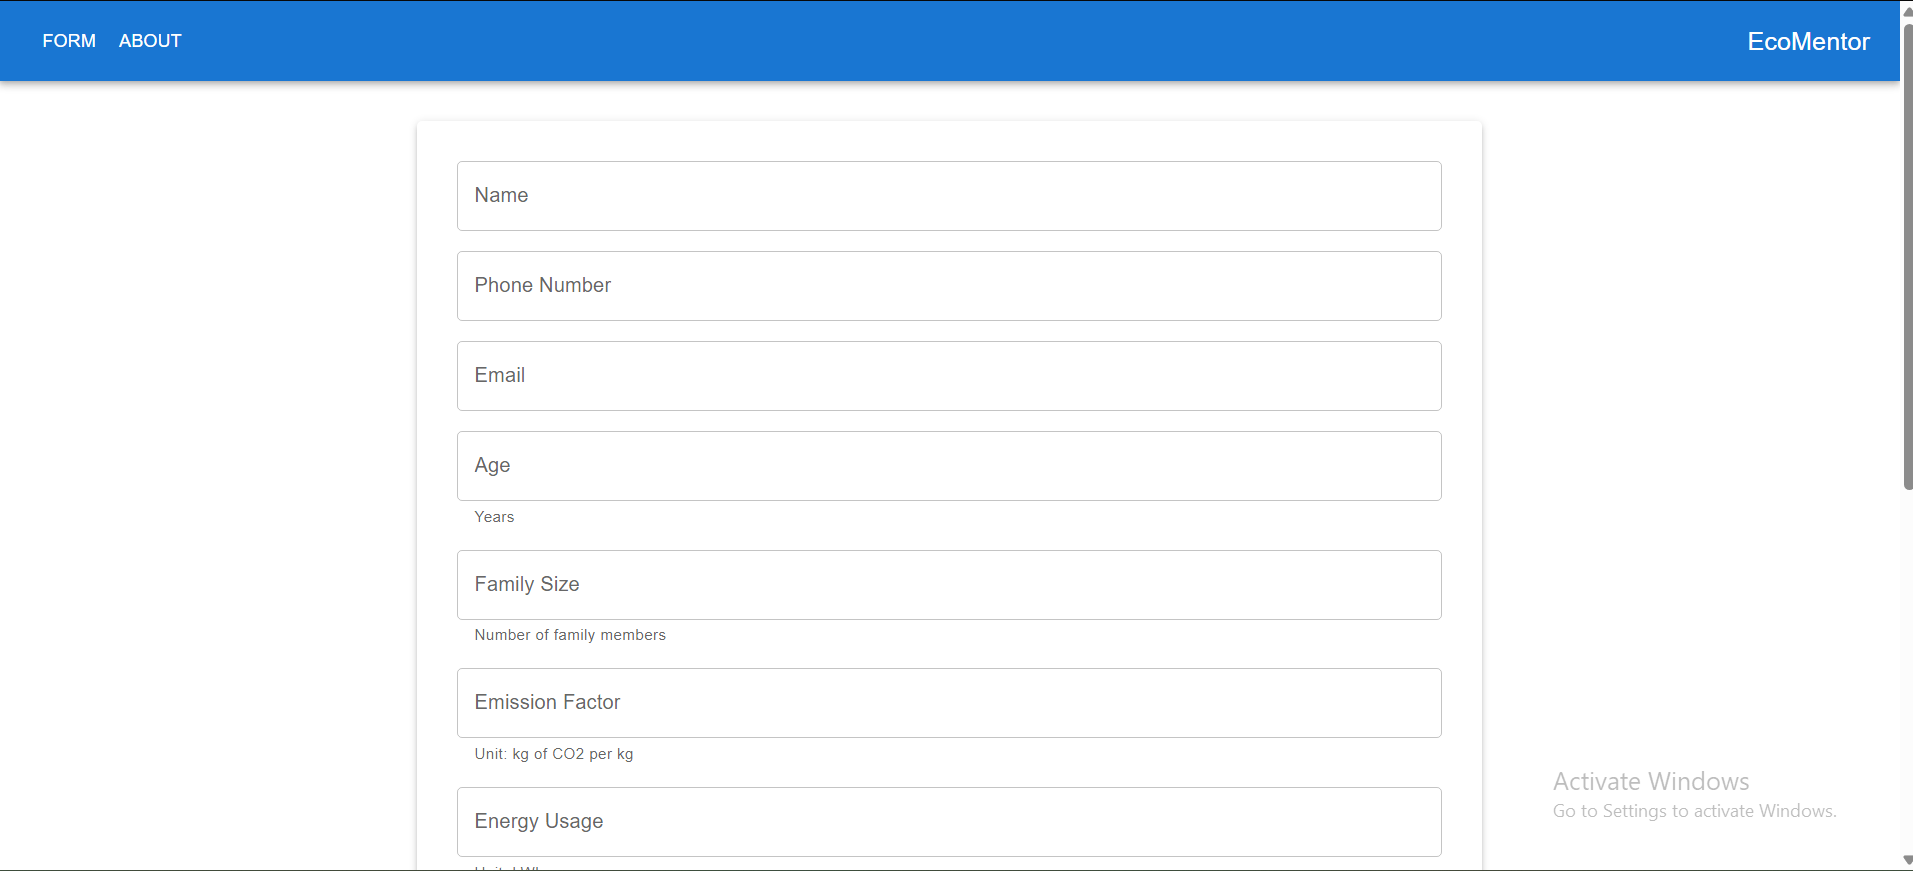 FORM ABOUT EcoMentor
Name
Phone Number
Email
Age
Years
Family Size
Number of family members
Emission Factor
Unit: kg of CO2 per kg
Energy Usage
Activate Windows
Go to Settings to activate Windows.